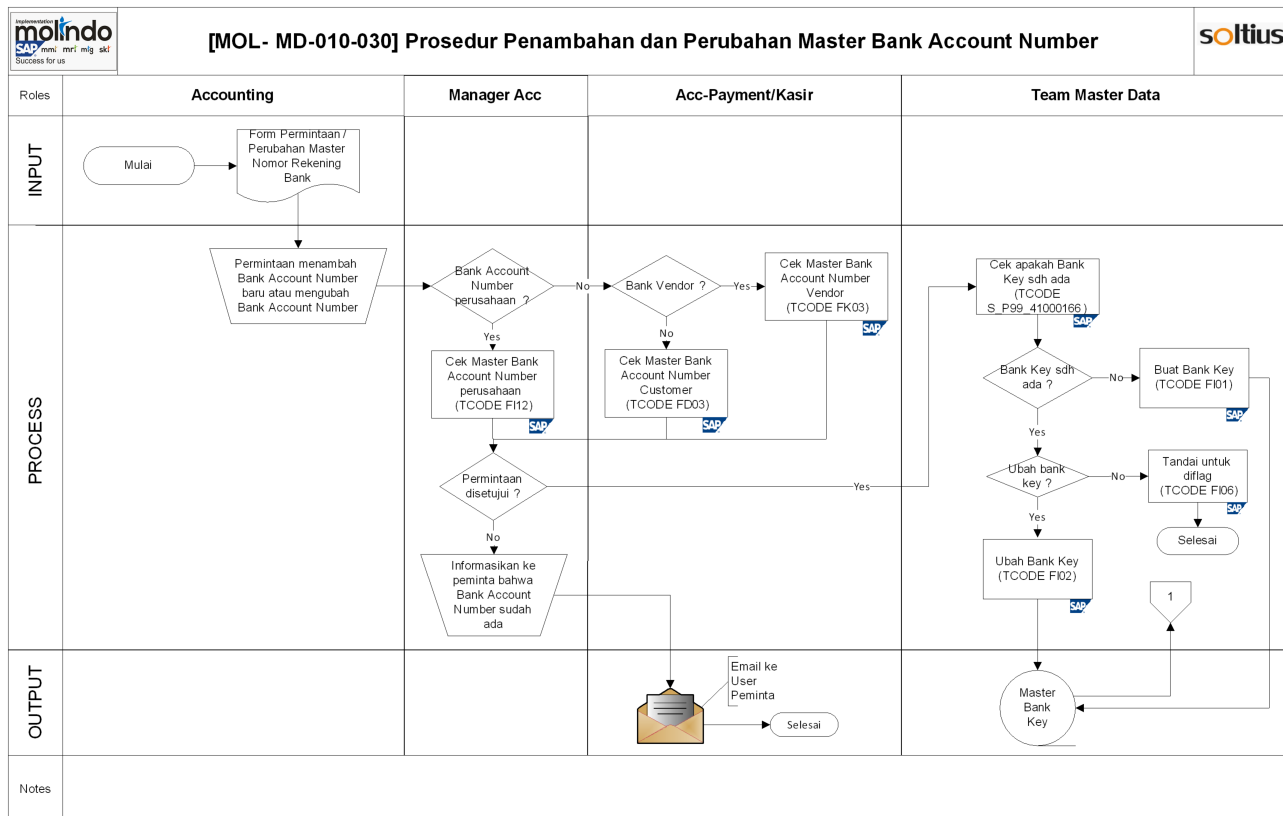 Implementation
molindo
SAP mmi mri mlg ski
Success for us
[MOL- MD-010-030] Prosedur Penambahan dan Perubahan Master Bank Account Number
soltius
Roles
Accounting
Manager Acc
Acc-Payment/Kasir
Team Master Data
INPUT
Mulai
Form Permintaan /
Perubahan Master
Nomor Rekening
Bank
PROCESS
Permintaan menambah
Bank Account Number
baru atau mengubah
Bank Account Number
Bank Account
Number
perusahaan ?
No
Bank Vendor ?
Yes
Cek Master Bank
Account Number
Vendor
(TCODE FK03)
SAP
Yes
Cek Master Bank
Account Number
perusahaan
(TCODE FI12)
SAP
No
Cek Master Bank
Account Number
Customer
(TCODE FD03)
SAP
Permintaan
disetujui ?
Yes
No
Informasikan ke
peminta bahwa
Bank Account
Number sudah
ada
Cek apakah Bank
Key sdh ada
(TCODE
S_P99_41000166)
SAP
Bank Key sdh
ada ?
No
Buat Bank Key
(TCODE FI01)
SAP
Yes
Ubah bank
key ?
No
Tandai untuk
diflag
(TCODE FI06)
SAP
Selesai
Yes
Ubah Bank Key
(TCODE FI02)
SAP
1
OUTPUT
Email ke
User
Peminta
Selesai
Master
Bank
Key
Notes